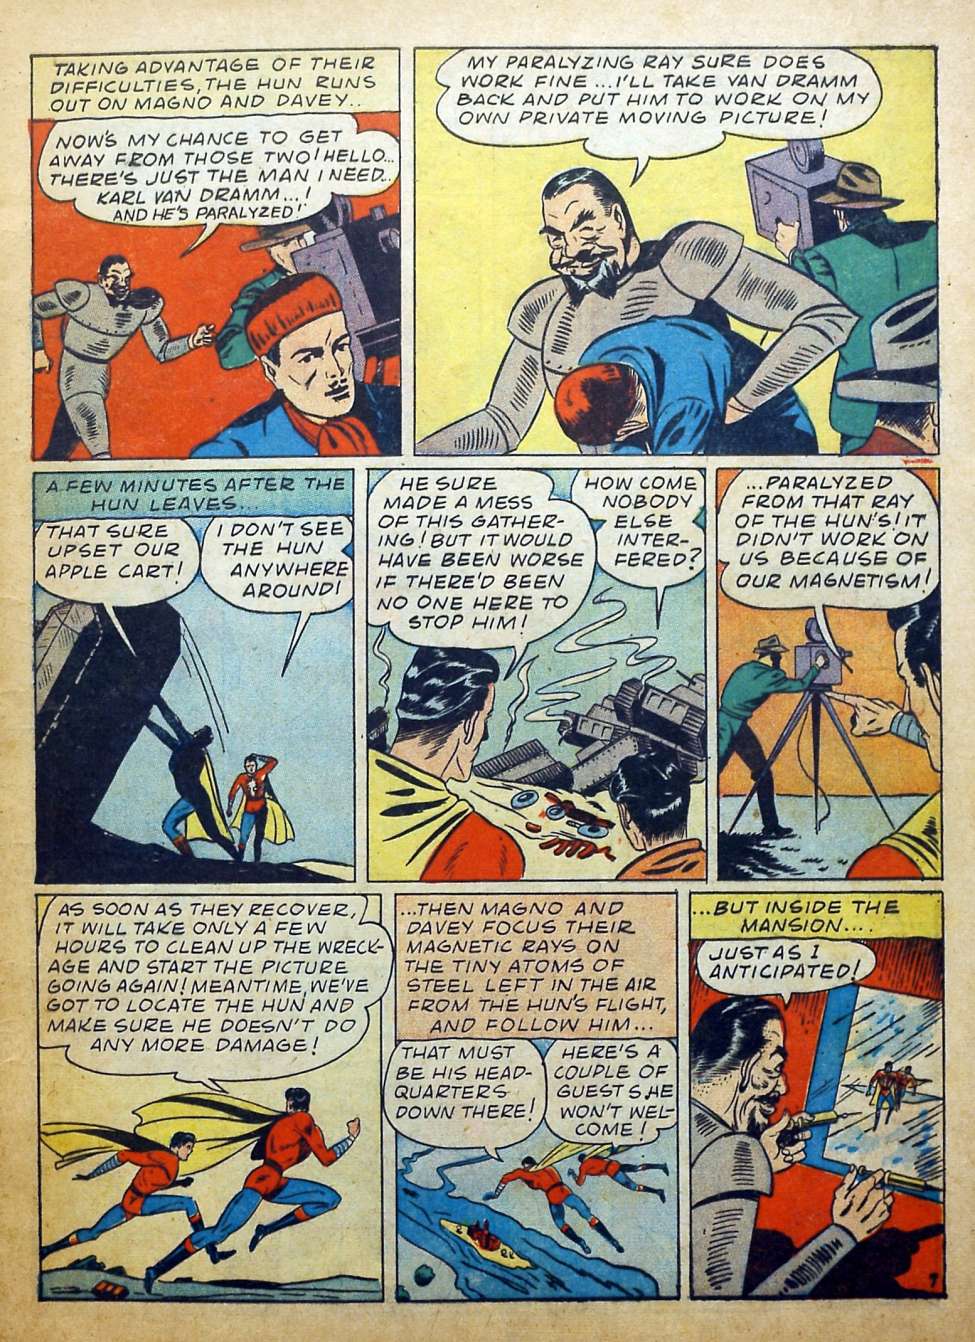 TAKING ADVANTAGE OF THEIR
DIFFICULTIES, THE HUN RUNS
OUT ON MAGNO AND DAVEY..
NOW'S MY CHANCE TO GET
AWAY FROM THOSE TWO! HELLO..
THERE'S JUST THE MAN I NEED..
KARL VAN DRAMM...!
AND HE'S PARALYZED!
MY PARALYZING RAY SURE DOES
WORK FINE...I'LL TAKE VAN DRAMM
BACK AND PUT HIM TO WORK ON MY
OWN PRIVATE MOVING PICTURE!
A FEW MINUTES AFTER THE
HUN LEAVES...
THAT SURE
UPSET OUR
APPLE CART!
I DON'T SEE
THE HUN
ANYWHERE
AROUND!
HE SURE
MADE A MESS
OF THIS GATHER-
ING! BUT IT WOULD
HAVE BEEN WORSE
IF THERE'D BEEN
NO ONE HERE TO
STOP HIM!
HOW COME
NOBODY
ELSE
INTER-
FERED?
...PARALYZED
FROM THAT RAY
OF THE HUN'S! IT
DIDN'T WORK ON
US BECAUSE OF
OUR MAGNETISM!
AS SOON AS THEY RECOVER,
IT WILL TAKE ONLY A FEW
HOURS TO CLEAN UP THE WRECK-
AGE AND START THE PICTURE
GOING AGAIN! MEANTIME, WE'VE
GOT TO LOCATE THE HUN AND
MAKE SURE HE DOESN'T DO
ANY MORE DAMAGE!
...THEN MAGNO AND
DAVEY FOCUS THEIR
MAGNETIC RAYS ON
THE TINY ATOMS OF
STEEL LEFT IN THE AIR
FROM THE HUN'S FLIGHT,
AND FOLLOW HIM...
THAT MUST
BE HIS HEAD-
QUARTERS
DOWN THERE!
HERE'S A
COUPLE OF
GUESTS, HE
WON'T WEL-
COME!
...BUT INSIDE THE
MANSION....
JUST AS I
ANTICIPATED!
7